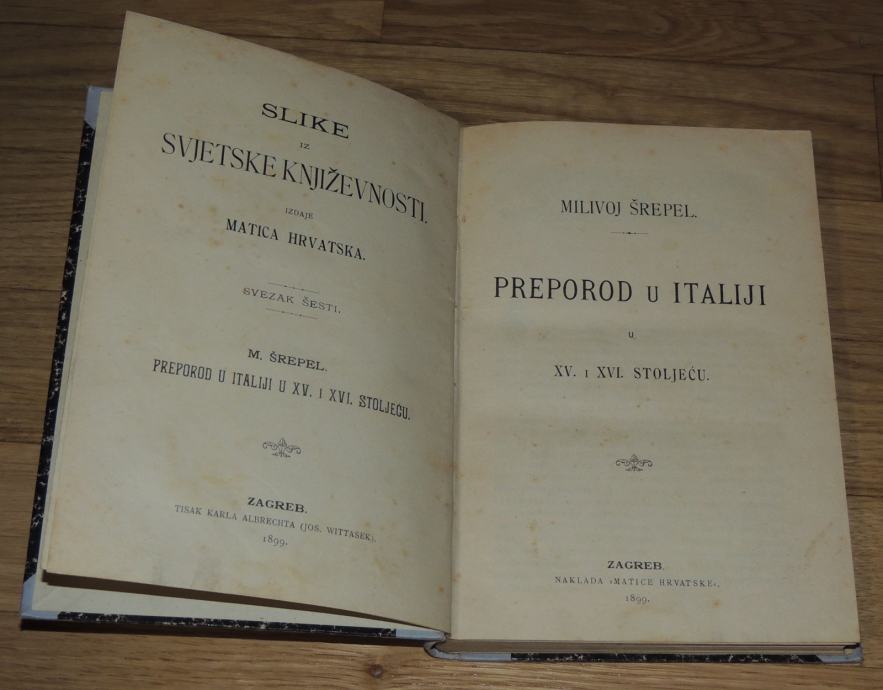 SLIKE
IZ
SVJETSKE KNJIŽEVNOSTI.
IZDAJE
MATICA HRVATSKA.
SVEZAK ŠESTI.
M. ŠREPEL.
PREPOROD U ITALIJI U XV. I XVI. STOLJEĆU.
ZAGREB.
TISAK KARLA ALBRECHTA (JOS. WITTASEK).
1899.
MILIVOJ ŠREPEL.
PREPOROD U ITALIJI
U
XV. I XVI. STOLJEĆU.
ZAGREB.
NAKLADA »MATICE HRVATSKE«.
1899.